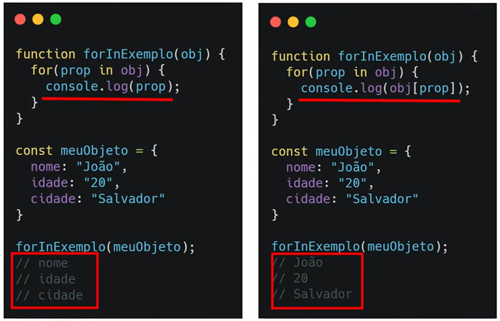 function forInExemplo(obj) {
for(prop in obj) {
console.log(prop);
}
}
const meuObjeto = {
nome: "João",
idade: "20",
cidade: "Salvador"
}
forInExemplo(meuObjeto);
// nome
// idade
// cidade
function forInExemplo(obj) {
for(prop in obj) {
console.log(obj[prop]);
}
}
const meuObjeto = {
nome: "João",
idade: "20",
cidade: "Salvador"
}
forInExemplo(meuObjeto);
// João
// 20
// Salvador